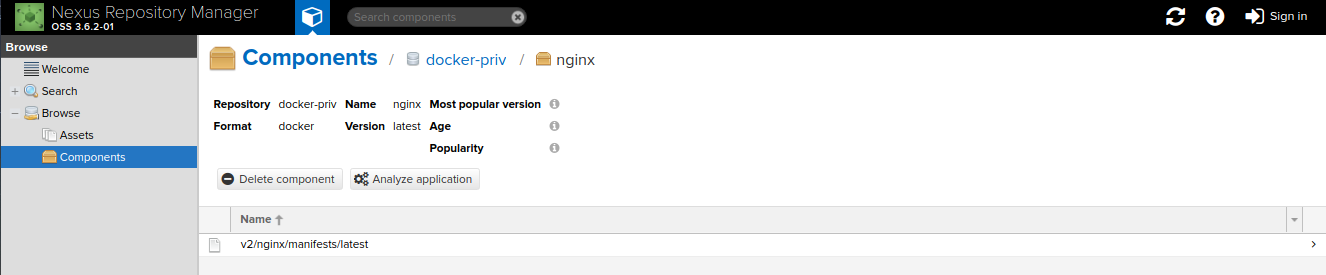 Nexus Repository Manager
OSS 3.6.2-01
Search components
Sign in
Browse
Welcome
Search
Browse
Assets
Components
Components / docker-priv / nginx
Repository docker-priv Name nginx Most popular version
Format docker Version latest Age
Popularity
Delete component Analyze application
Name
v2/nginx/manifests/latest